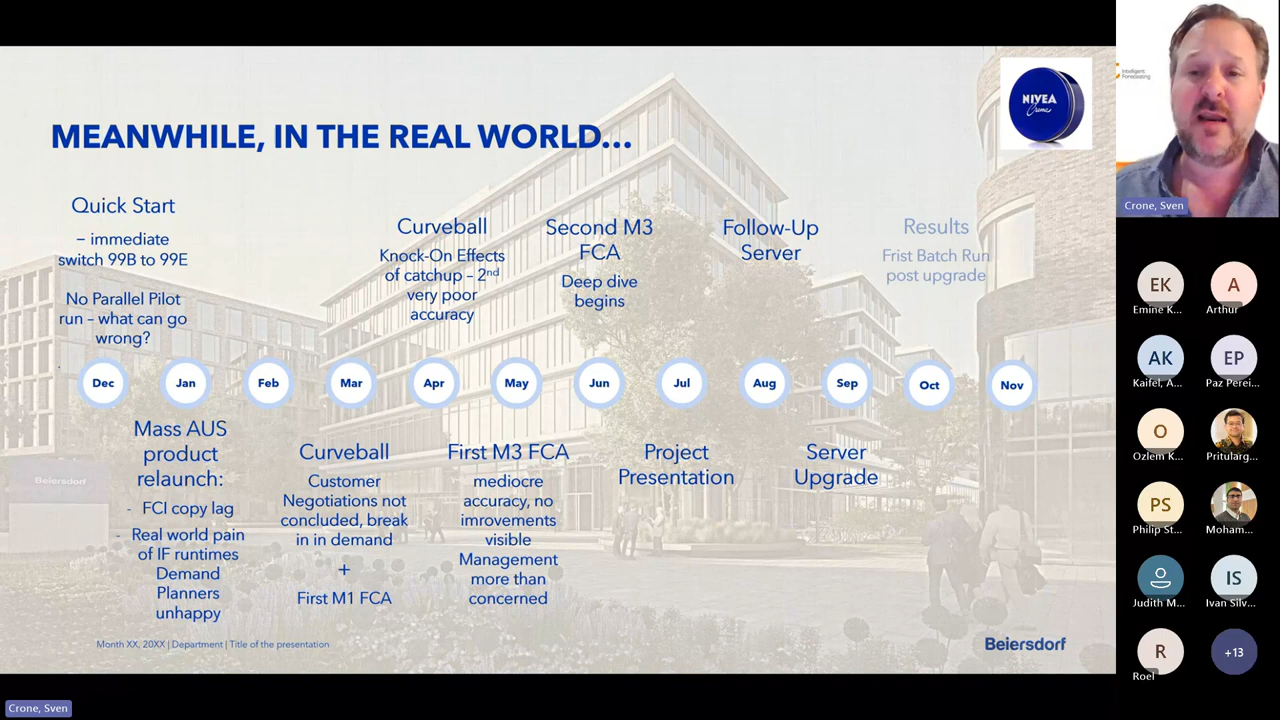 MEANWHILE, IN THE REAL WORLD…
NIVEA
Creme
Quick Start
– immediate
switch 99B to 99E
No Parallel Pilot
run – what can go
wrong?
Curveball
Knock-On Effects
of catchup – 2nd
very poor
accuracy
Second M3
FCA
Deep dive
begins
Follow-Up
Server
Results
Frist Batch Run
post upgrade
Dec
Jan
Feb
Mar
Apr
May
Jun
Jul
Aug
Sep
Oct
Nov
Mass AUS
product
relaunch:
- FCI copy lag
- Real world pain
of IF runtimes
Demand
Planners
unhappy
Curveball
Customer
Negotiations not
concluded, break
in in demand
+
First M1 FCA
First M3 FCA
mediocre
accuracy, no
imrovements
visible
Management
more than
concerned
Project
Presentation
Server
Upgrade
Beiersdorf
Month XX, 20XX | Department | Title of the presentation
Beiersdorf
Crone, Sven
Intelligent
Forecasting
Crone, Sven
EK
Emine K...
A
Arthur
AK
Kaifel, A...
EP
Paz Perei...
O
Ozlem K...
Pritularg...
PS
Philip St...
Moham...
Judith M...
IS
Ivan Silv...
R
Roel
+13